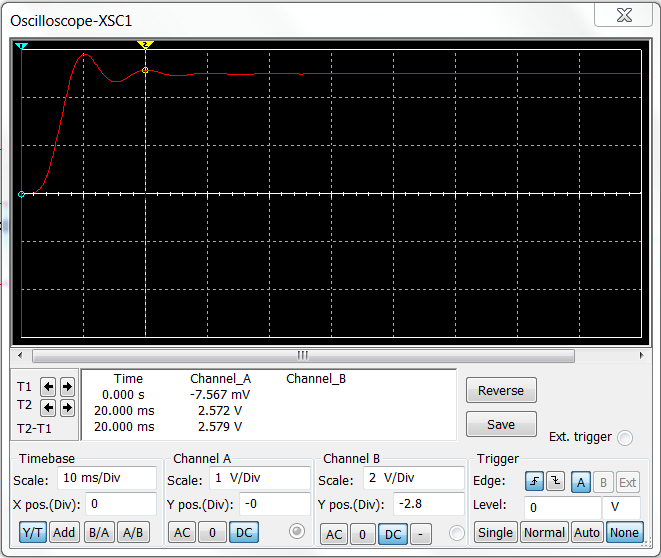 Oscilloscope-XSC1
1 2
Time Channel_A Channel_B
T1 0.000 s -7.567 mV
T2 20.000 ms 2.572 V
T2-T1 20.000 ms 2.579 V
Reverse
Save
Ext. trigger
Timebase Channel A Channel B Trigger
Scale: 10 ms/Div Scale: 1 V/Div Scale: 2 V/Div Edge: A B Ext
X pos.(Div): 0 Y pos.(Div): -0 Y pos.(Div): -2.8 Level: 0 V
Y/T Add B/A A/B AC 0 DC AC 0 DC - Single Normal Auto None